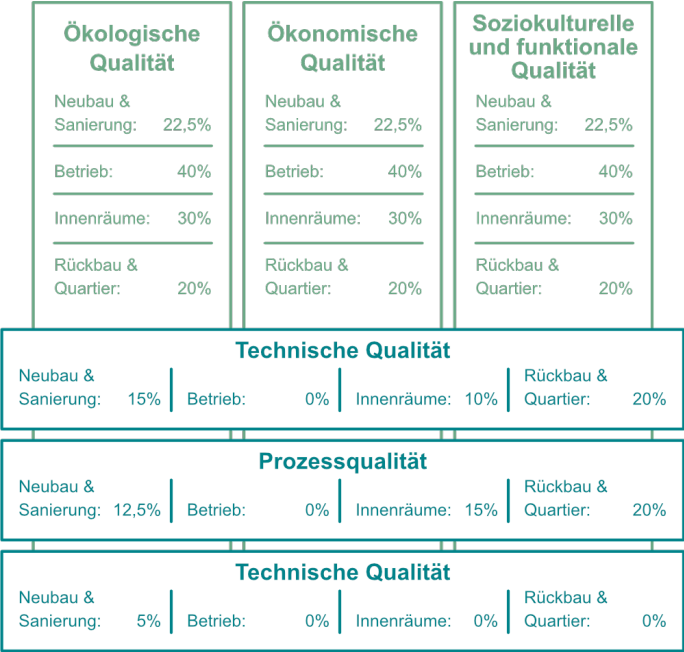 Ökologische
Qualität
Neubau &
Sanierung: 22,5%
Betrieb: 40%
Innenräume: 30%
Rückbau &
Quartier: 20%
Ökonomische
Qualität
Neubau &
Sanierung: 22,5%
Betrieb: 40%
Innenräume: 30%
Rückbau &
Quartier: 20%
Soziokulturelle
und funktionale
Qualität
Neubau &
Sanierung: 22,5%
Betrieb: 40%
Innenräume: 30%
Rückbau &
Quartier: 20%
Technische Qualität
Neubau &
Sanierung: 15%
Betrieb: 0%
Innenräume: 10%
Rückbau &
Quartier: 20%
Prozessqualität
Neubau &
Sanierung: 12,5%
Betrieb: 0%
Innenräume: 15%
Rückbau &
Quartier: 20%
Technische Qualität
Neubau &
Sanierung: 5%
Betrieb: 0%
Innenräume: 0%
Rückbau &
Quartier: 0%